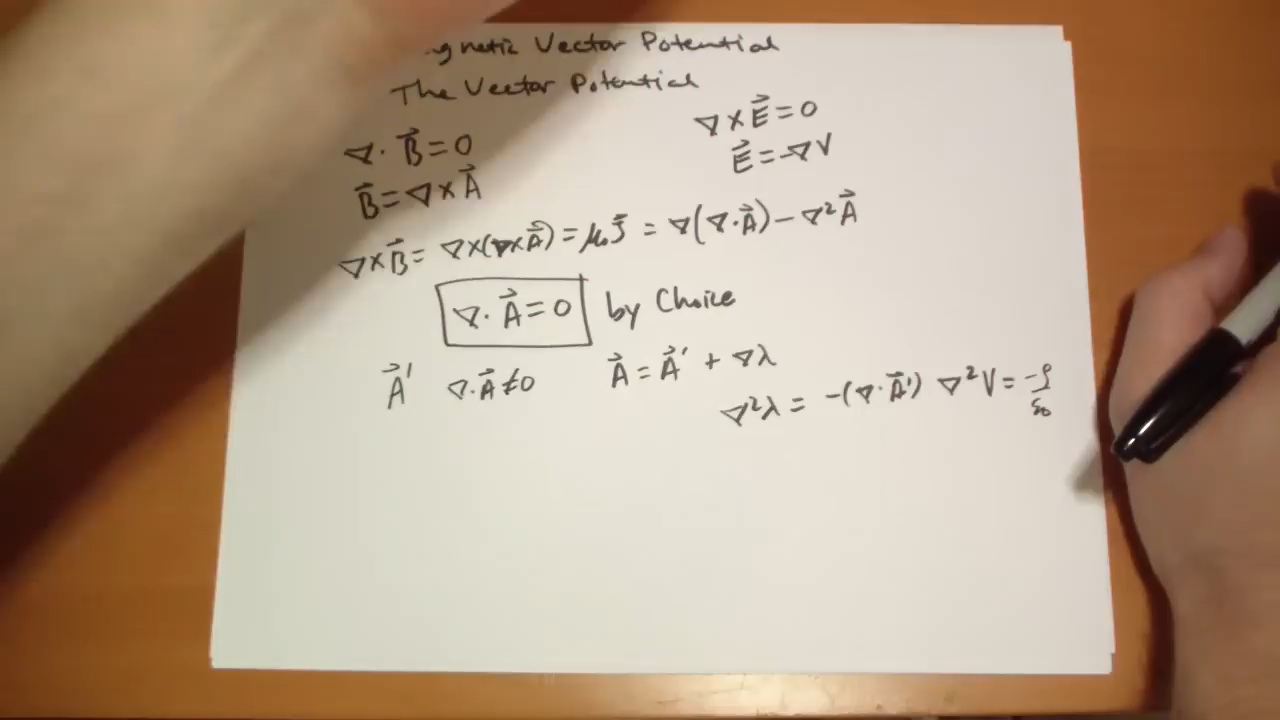 gnetic Vector Potential
The Vector Potential
∇ · B⃗ = 0
∇ × E⃗ = 0
B⃗ = ∇ × A⃗
E⃗ = -∇V
∇×B⃗ = ∇×(∇×A⃗) = μ₀J⃗ = ∇(∇·A⃗) - ∇²A⃗
∇· A⃗ = 0 by Choice
A⃗' ∇·A⃗ ≠ 0 A⃗ = A⃗' + ∇λ
∇²λ = -(∇·A⃗') ∇²V = -ρ/ε₀